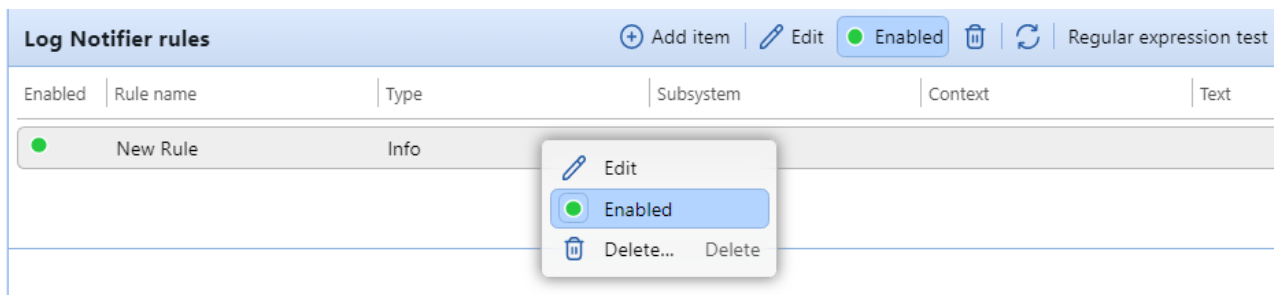 Log Notifier rules Add item Edit Enabled Regular expression test
Enabled Rule name Type Subsystem Context Text
New Rule Info
Edit
Enabled
Delete... Delete